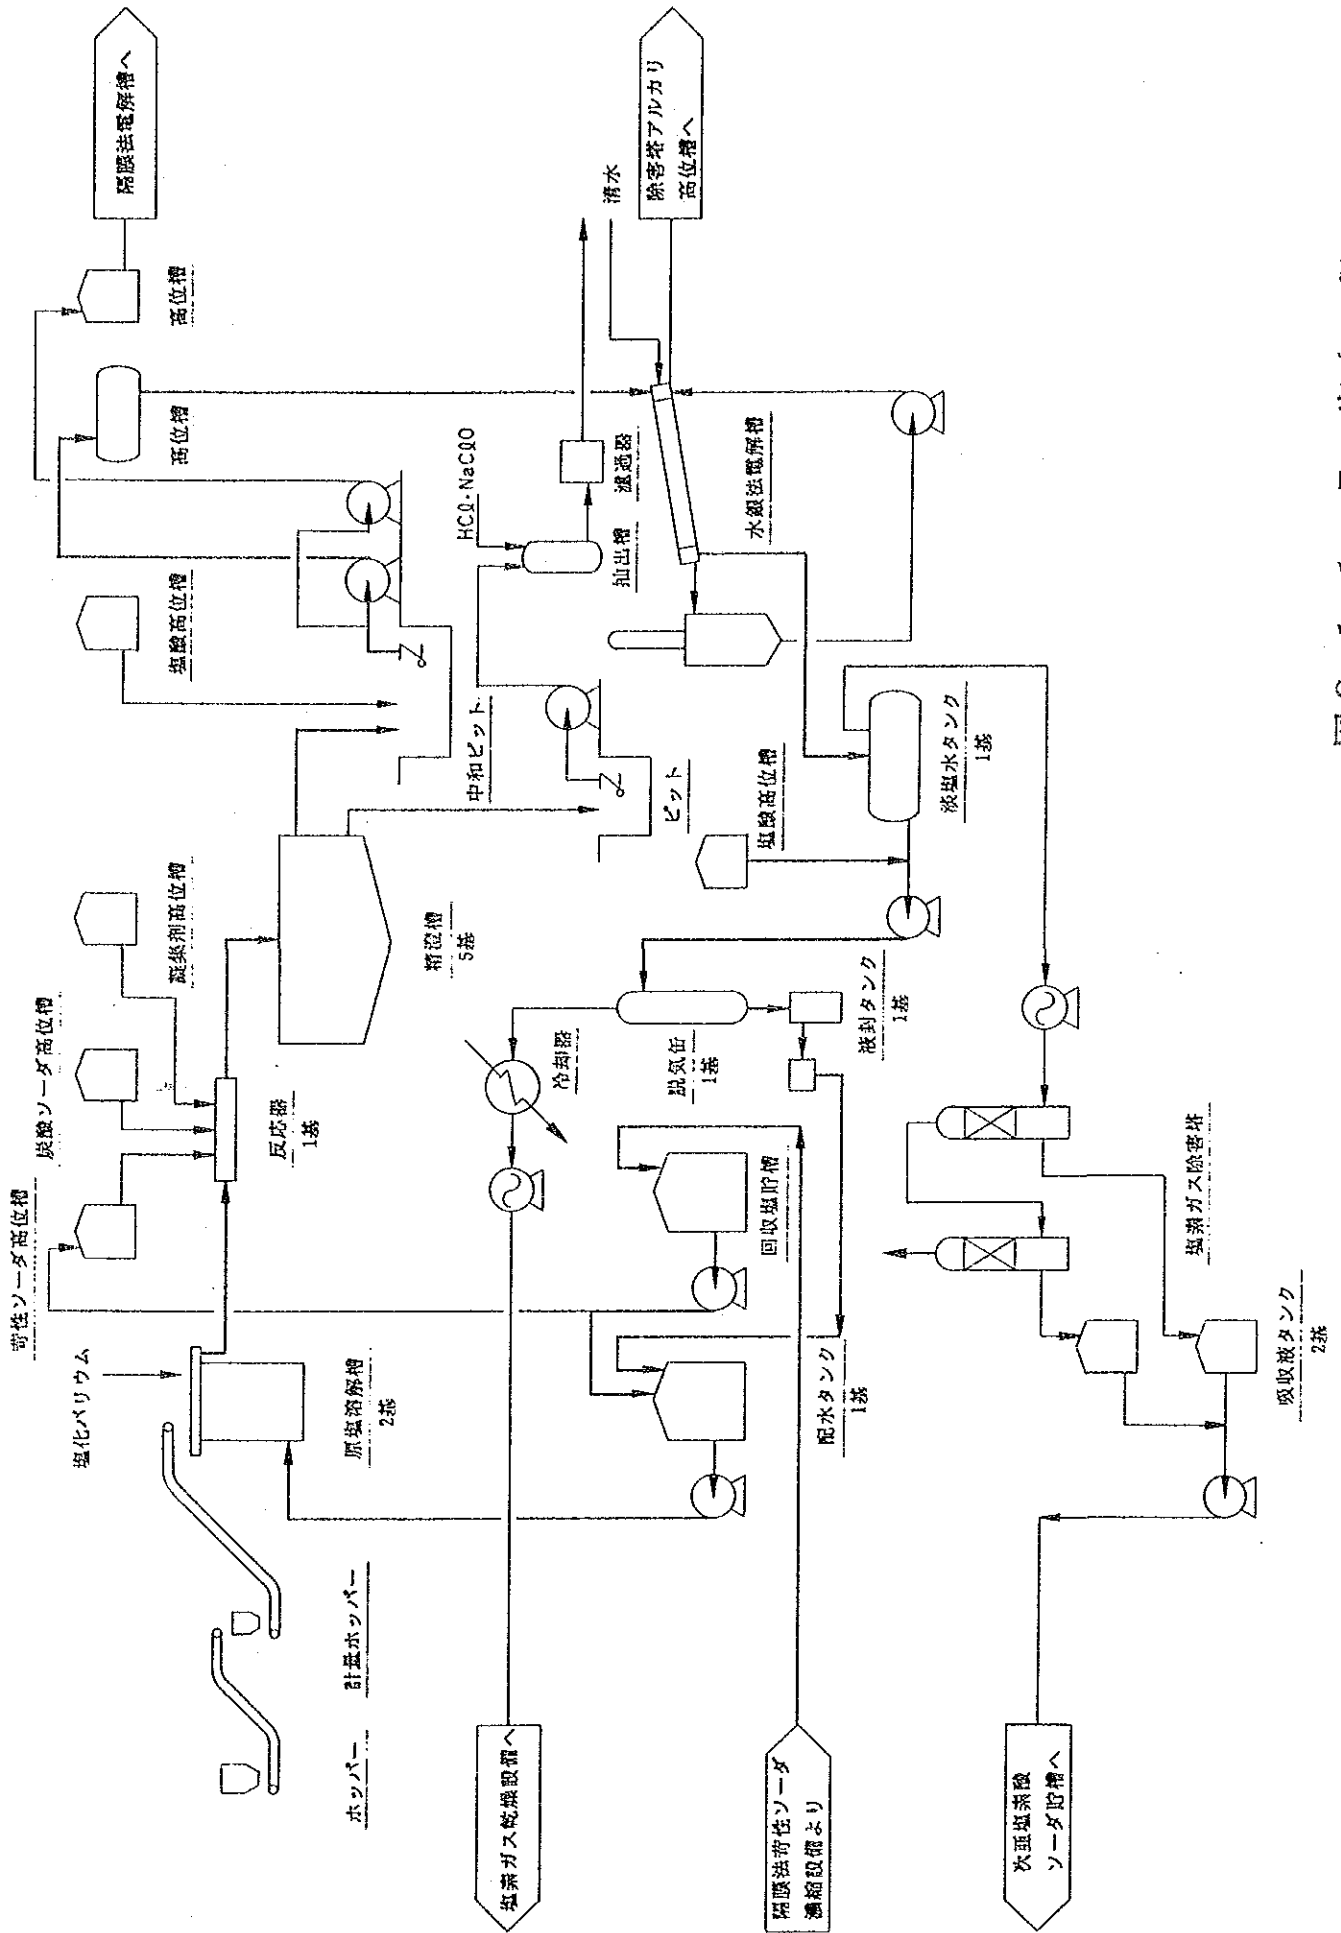 隔膜法電解槽へ
高位槽
高位槽
塩酸高位槽
凝集剤高位槽
炭酸ソーダ高位槽
苛性ソーダ高位槽
塩化バリウム
反応器
1基
原塩溶解槽
2基
計量ホッパー
ホッパー
精澄槽
5基
中和ピット
HCl·NaClO
抽出槽
濾過器
清水
除害塔アルカリ
高位槽へ
水銀法電解槽
ピット
塩酸高位槽
淡塩水タンク
1基
冷却器
脱気缶
1基
液封タンク
1基
回収塩貯槽
配水タンク
1基
塩素ガス除害塔
吸収液タンク
2基
塩素ガス乾燥設備へ
隔膜法苛性ソーダ
濃縮設備より
次亜塩素酸
ソーダ貯槽へ